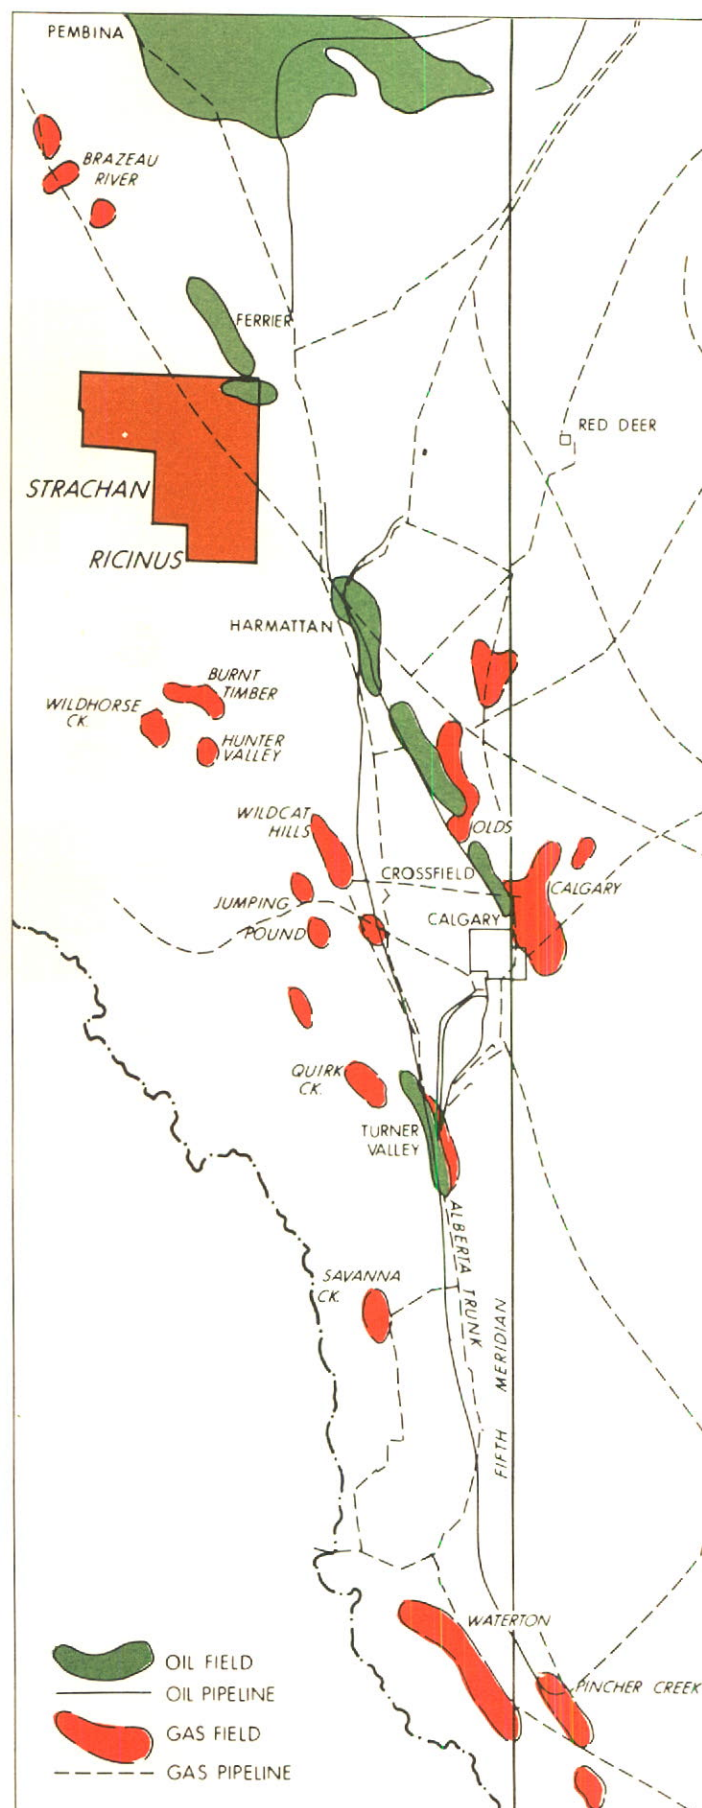 PEMBINA
BRAZEAU
RIVER
FERRIER
RED DEER
STRACHAN
RICINUS
HARMATTAN
BURNT
TIMBER
WILDHORSE
CK.
HUNTER
VALLEY
WILDCAT
HILLS
OLDS
CROSSFIELD
CALGARY
JUMPING
POUND
CALGARY
QUIRK
CK.
TURNER
VALLEY
ALBERTA TRUNK
SAVANNA
CK.
FIFTH MERIDIAN
WATERTON
PINCHER CREEK
OIL FIELD
OIL PIPELINE
GAS FIELD
GAS PIPELINE